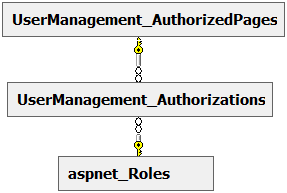 UserManagement_AuthorizedPages
UserManagement_Authorizations
aspnet_Roles